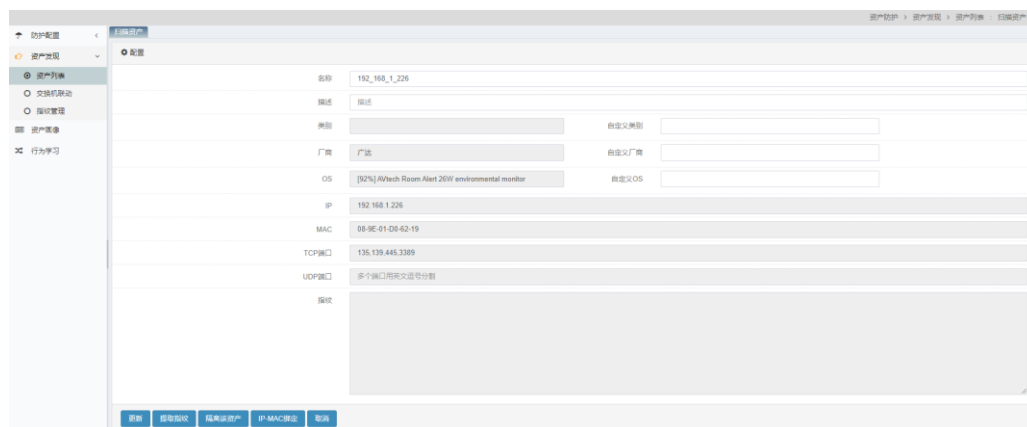 资产防护 > 资产发现 > 资产列表 : 扫描资产
防护配置
资产发现
资产列表
交换机联动
指纹管理
资产画像
行为学习
扫描资产
配置
名称 192_168_1_226
描述 描述
类别 自定义类别
厂商 广达 自定义厂商
OS [92%] AVtech Room Alert 26W environmental monitor 自定义OS
IP 192.168.1.226
MAC 08-9E-01-D8-62-19
TCP端口 135,139,445,3389
UDP端口 多个端口用英文逗号分割
指纹
更新 提取指纹 隔离该资产 IP-MAC绑定 取消